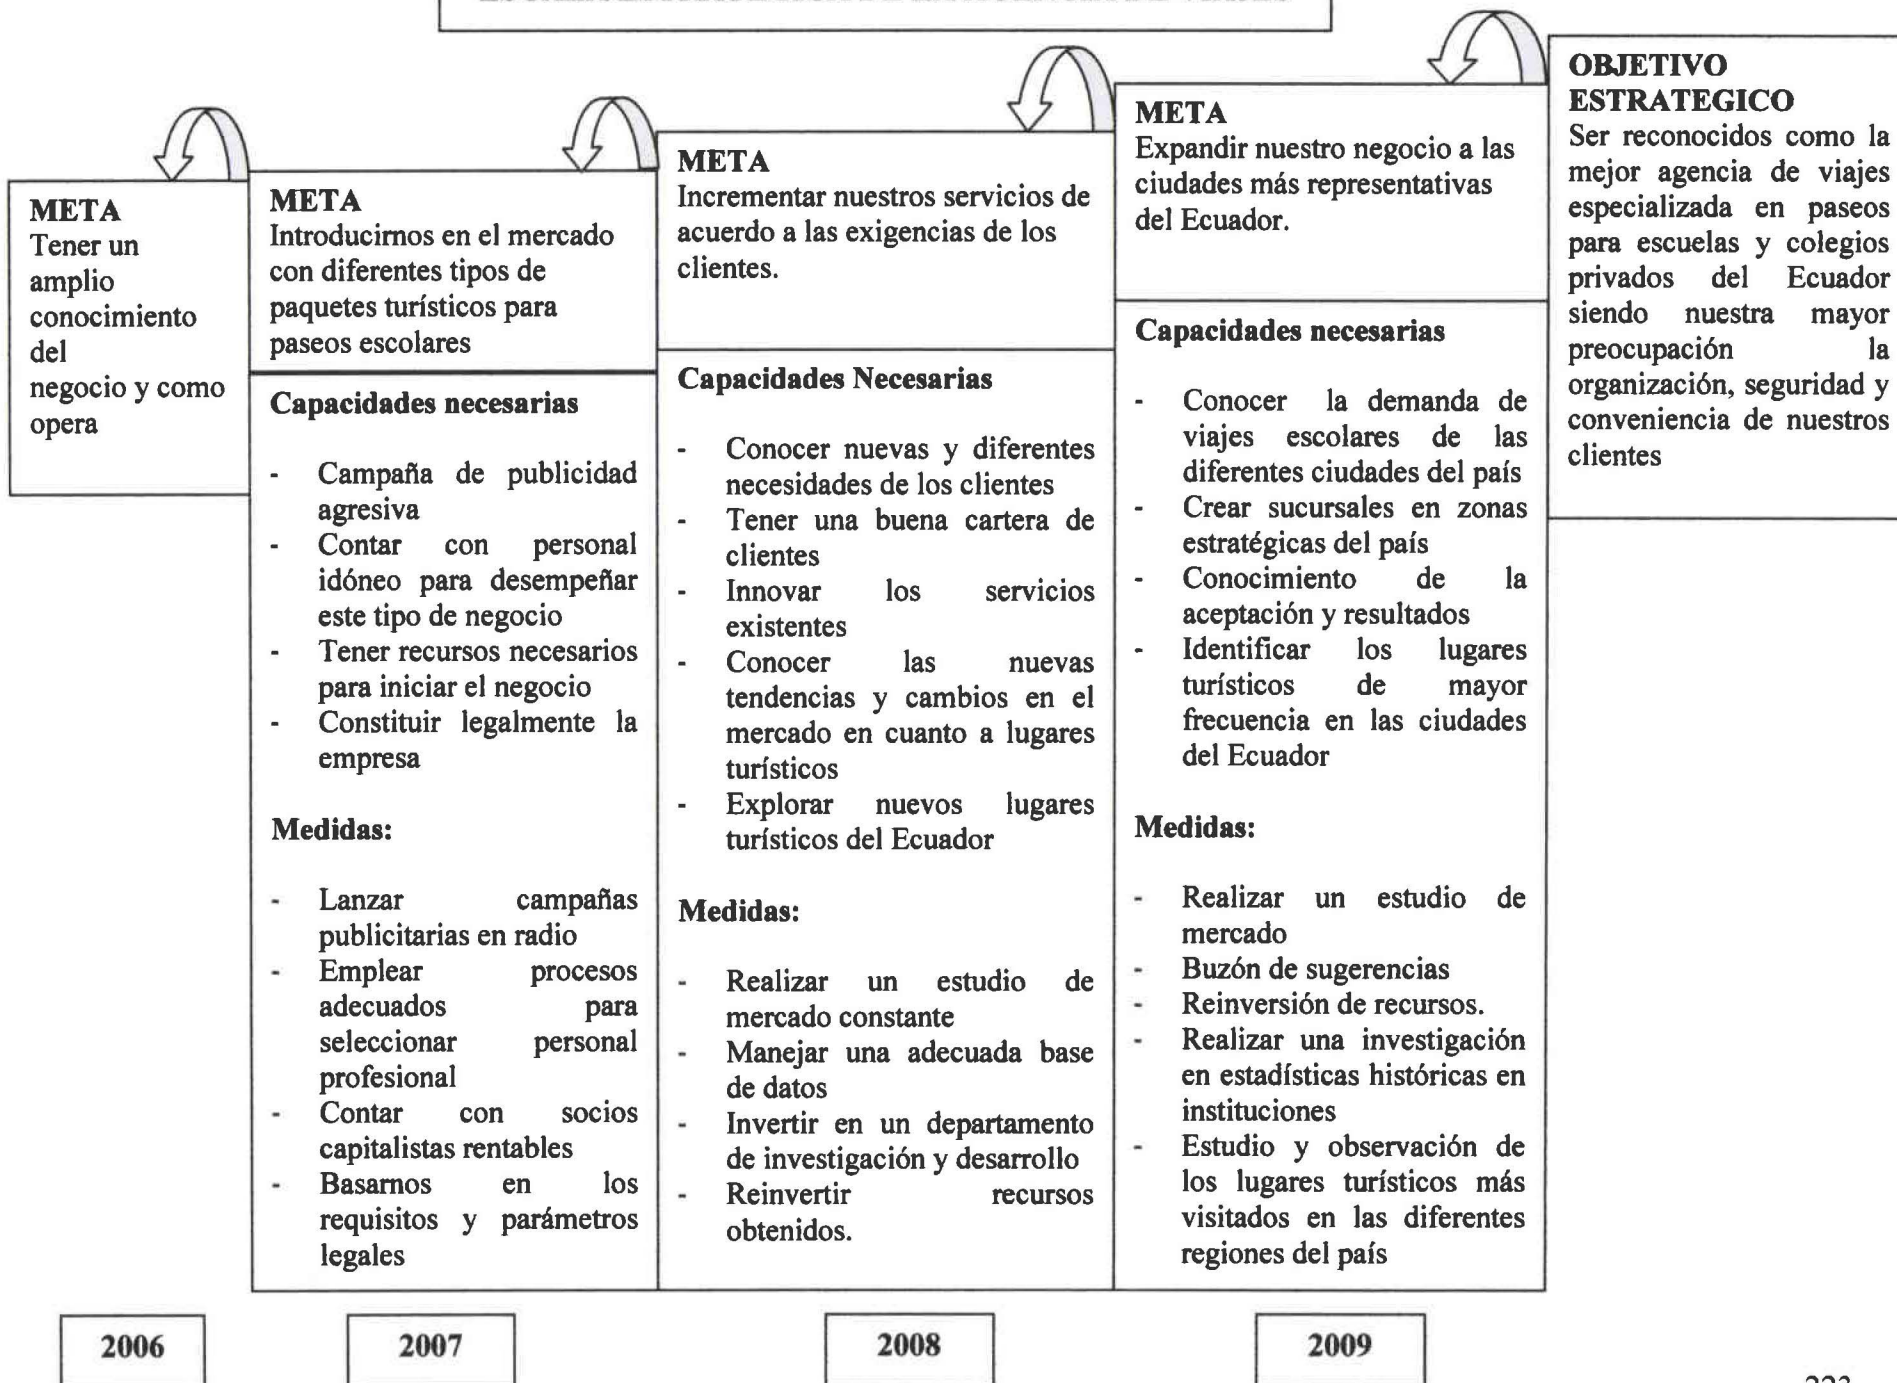 META
Tener un
amplio
conocimiento
del
negocio y como
opera
META
Introducirnos en el mercado
con diferentes tipos de
paquetes turísticos para
paseos escolares
Capacidades necesarias
- Campaña de publicidad
agresiva
- Contar con personal
idóneo para desempeñar
este tipo de negocio
- Tener recursos necesarios
para iniciar el negocio
- Constituir legalmente la
empresa
Medidas:
- Lanzar campañas
publicitarias en radio
- Emplear procesos
adecuados para
seleccionar personal
profesional
- Contar con socios
capitalistas rentables
- Basarnos en los
requisitos y parámetros
legales
META
Incrementar nuestros servicios de
acuerdo a las exigencias de los
clientes.
Capacidades Necesarias
- Conocer nuevas y diferentes
necesidades de los clientes
- Tener una buena cartera de
clientes
- Innovar los servicios
existentes
- Conocer las nuevas
tendencias y cambios en el
mercado en cuanto a lugares
turísticos
- Explorar nuevos lugares
turísticos del Ecuador
Medidas:
- Realizar un estudio de
mercado constante
- Manejar una adecuada base
de datos
- Invertir en un departamento
de investigación y desarrollo
- Reinvertir recursos
obtenidos.
META
Expandir nuestro negocio a las
ciudades más representativas
del Ecuador.
Capacidades necesarias
- Conocer la demanda de
viajes escolares de las
diferentes ciudades del país
- Crear sucursales en zonas
estratégicas del país
- Conocimiento de la
aceptación y resultados
- Identificar los lugares
turísticos de mayor
frecuencia en las ciudades
del Ecuador
Medidas:
- Realizar un estudio de
mercado
- Buzón de sugerencias
- Reinversión de recursos.
- Realizar una investigación
en estadísticas históricas en
instituciones
- Estudio y observación de
los lugares turísticos más
visitados en las diferentes
regiones del país
OBJETIVO
ESTRATEGICO
Ser reconocidos como la
mejor agencia de viajes
especializada en paseos
para escuelas y colegios
privados del Ecuador
siendo nuestra mayor
preocupación la
organización, seguridad y
conveniencia de nuestros
clientes
2006
2007
2008
2009